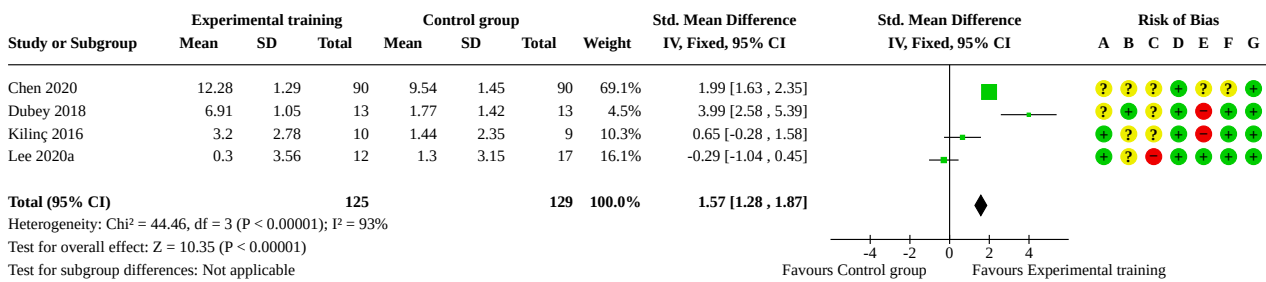 Experimental training Control group Std. Mean Difference Std. Mean Difference Risk of Bias
Study or Subgroup Mean SD Total Mean SD Total Weight IV, Fixed, 95% CI IV, Fixed, 95% CI A B C D E F G
Chen 2020 12.28 1.29 90 9.54 1.45 90 69.1% 1.99 [1.63 , 2.35] ? ? ? + ? ? +
Dubey 2018 6.91 1.05 13 1.77 1.42 13 4.5% 3.99 [2.58 , 5.39] ? + ? + − + +
Kilinç 2016 3.2 2.78 10 1.44 2.35 9 10.3% 0.65 [-0.28 , 1.58] + ? ? + − + +
Lee 2020a 0.3 3.56 12 1.3 3.15 17 16.1% -0.29 [-1.04 , 0.45] + ? − + + + +
Total (95% CI) 125 129 100.0% 1.57 [1.28 , 1.87]
Heterogeneity: Chi² = 44.46, df = 3 (P < 0.00001); I² = 93%
Test for overall effect: Z = 10.35 (P < 0.00001)
-4 -2 0 2 4
Test for subgroup differences: Not applicable Favours Control group Favours Experimental training